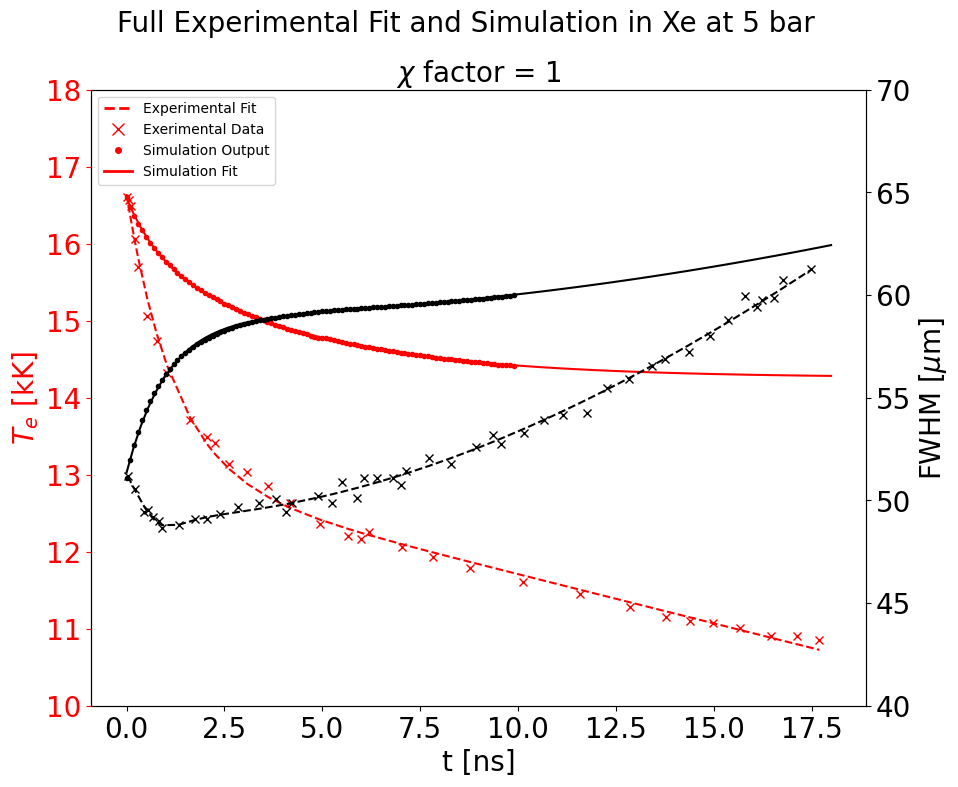 Full Experimental Fit and Simulation in Xe at 5 bar
χ factor = 1
Experimental Fit
Exerimental Data
Simulation Output
Simulation Fit
18
17
16
15
14
13
12
11
10
T_e [kK]
70
65
60
55
50
45
40
FWHM [μm]
0.0 2.5 5.0 7.5 10.0 12.5 15.0 17.5
t [ns]